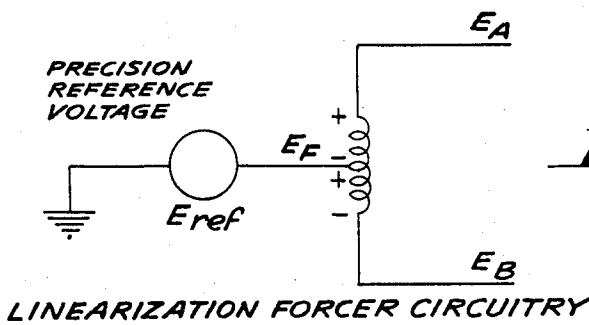 E_A
PRECISION
REFERENCE
VOLTAGE
+
E_F
-
+
E_ref
-
E_B
LINEARIZATION FORCER CIRCUITRY